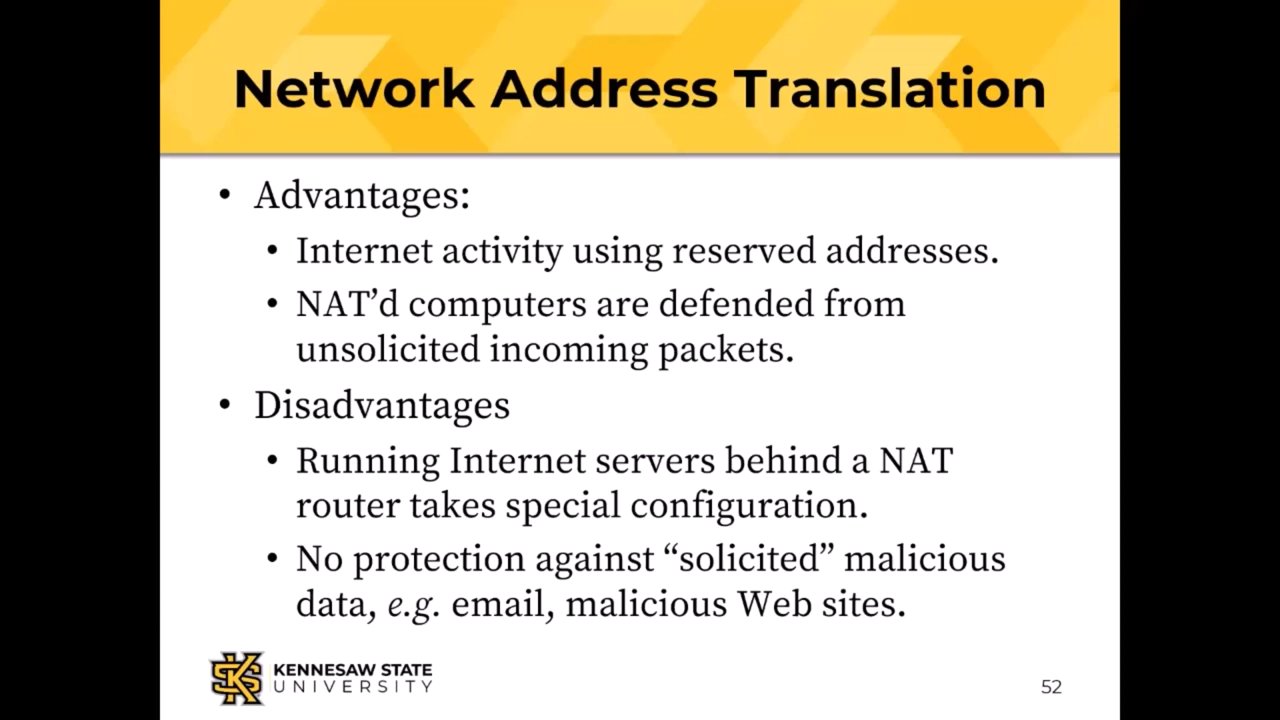 Network Address Translation
• Advantages:
• Internet activity using reserved addresses.
• NAT’d computers are defended from
unsolicited incoming packets.
• Disadvantages
• Running Internet servers behind a NAT
router takes special configuration.
• No protection against “solicited” malicious
data, e.g. email, malicious Web sites.
KENNESAW STATE
UNIVERSITY
52